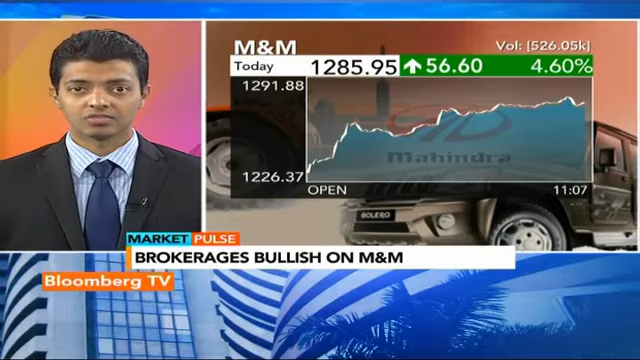 M&M
Vol: [526.05k]
Today
1285.95
56.60
4.60%
1291.88
1226.37
Mahindra
OPEN
11:07
BOLERO
MARKET PULSE
BROKERAGES BULLISH ON M&M
Bloomberg TV